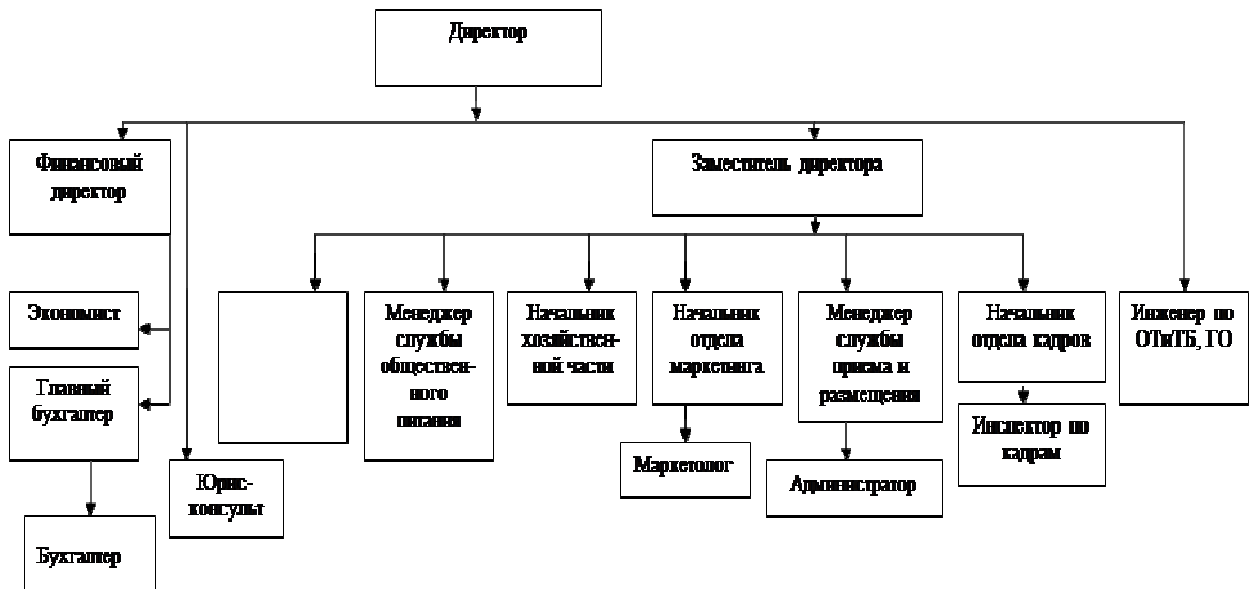 Директор
Финансовый
директор
Заместитель директора
Экономист
Главный
бухгалтер
Бухгалтер
Юрис-
консульт
Менеджер
службы
обществен-
ного
питания
Начальник
хозяйствен-
ной части
Начальник
отдела
маркетинга
Маркетолог
Менеджер
службы
приема и
размещения
Администратор
Начальник
отдела кадров
Инспектор по
кадрам
Инженер по
ОТиТБ, ГО